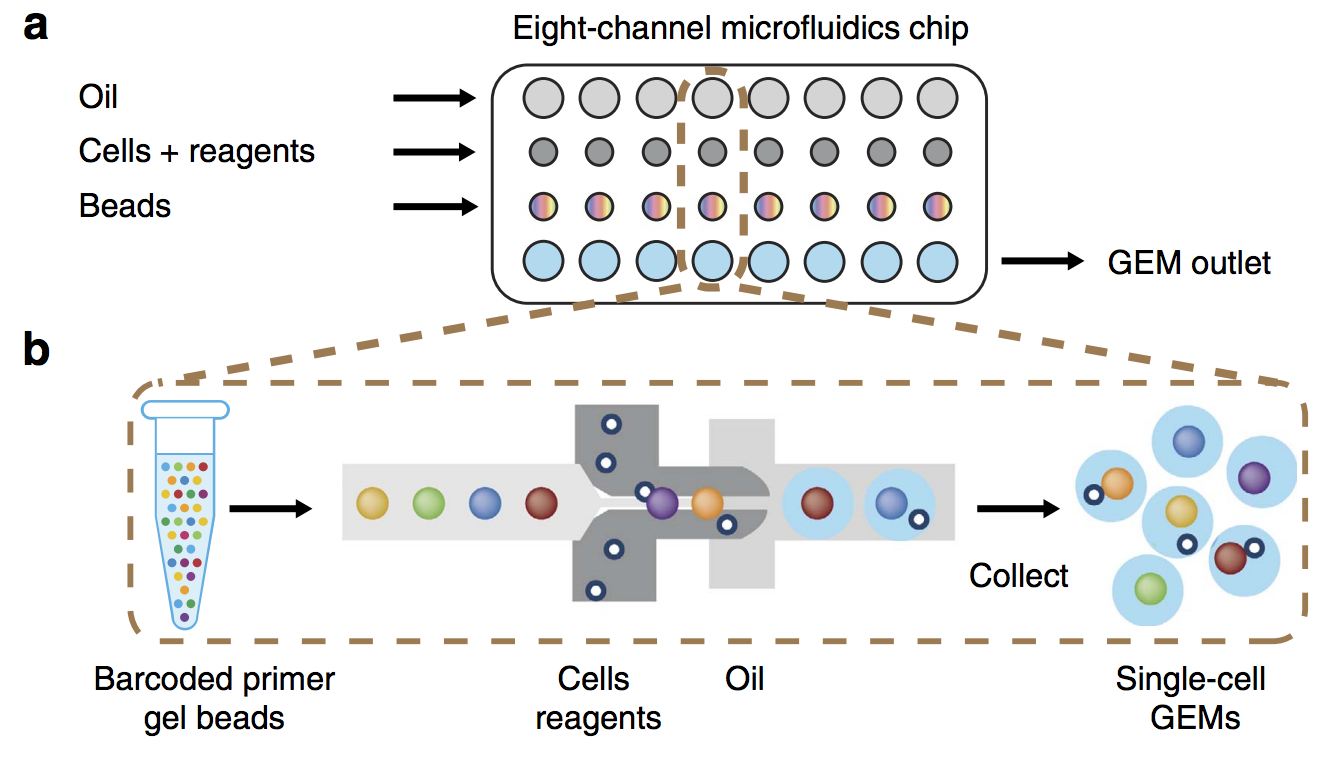 a
Eight-channel microfluidics chip
Oil
Cells + reagents
Beads
GEM outlet
b
Collect
Barcoded primer
gel beads
Cells
reagents
Oil
Single-cell
GEMs